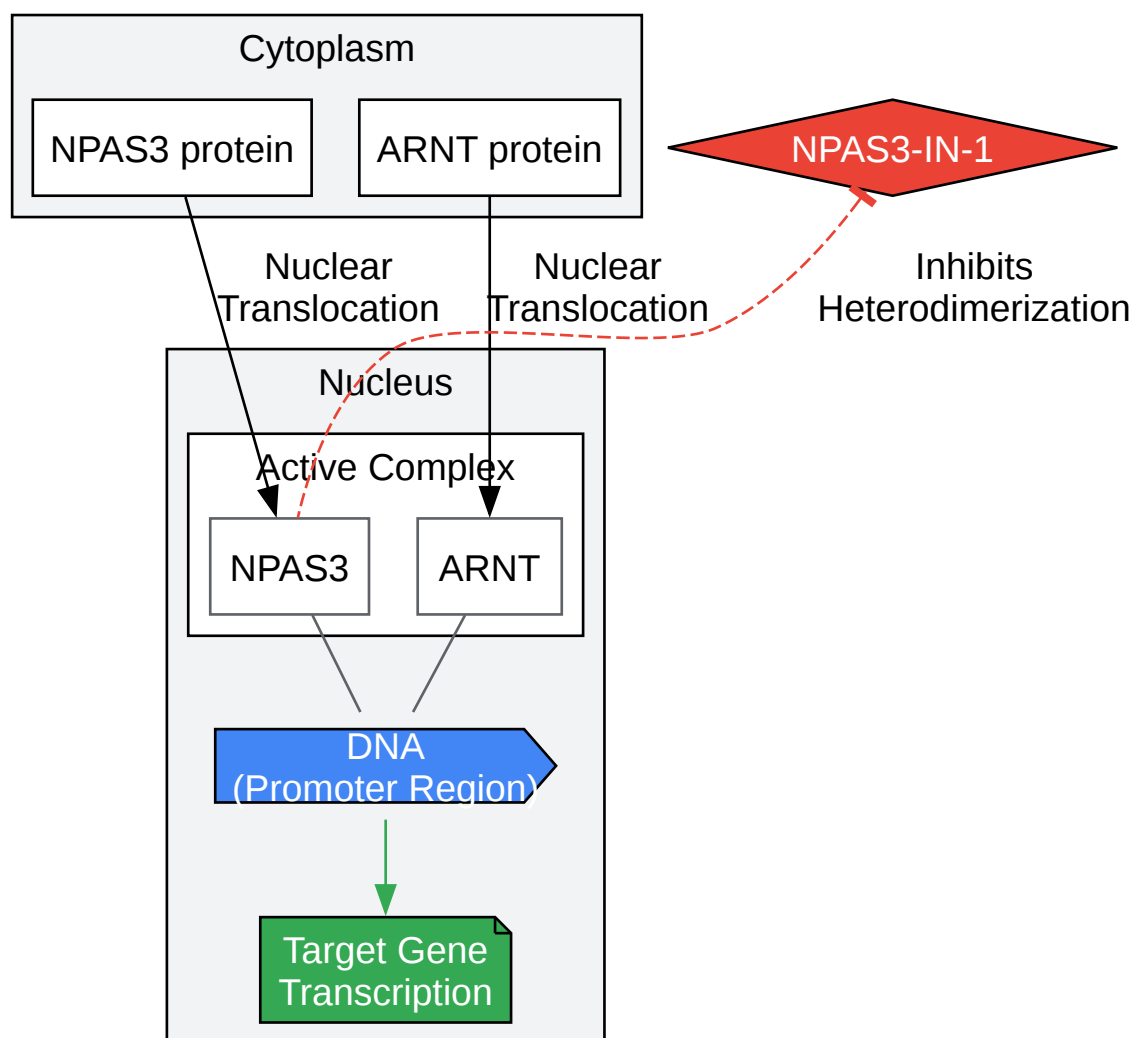 Cytoplasm
NPAS3 protein
ARNT protein
NPAS3-IN-1
Nuclear
Translocation
Nuclear
Translocation
Inhibits
Heterodimerization
Nucleus
Active Complex
NPAS3
ARNT
DNA
(Promoter Region)
Target Gene
Transcription